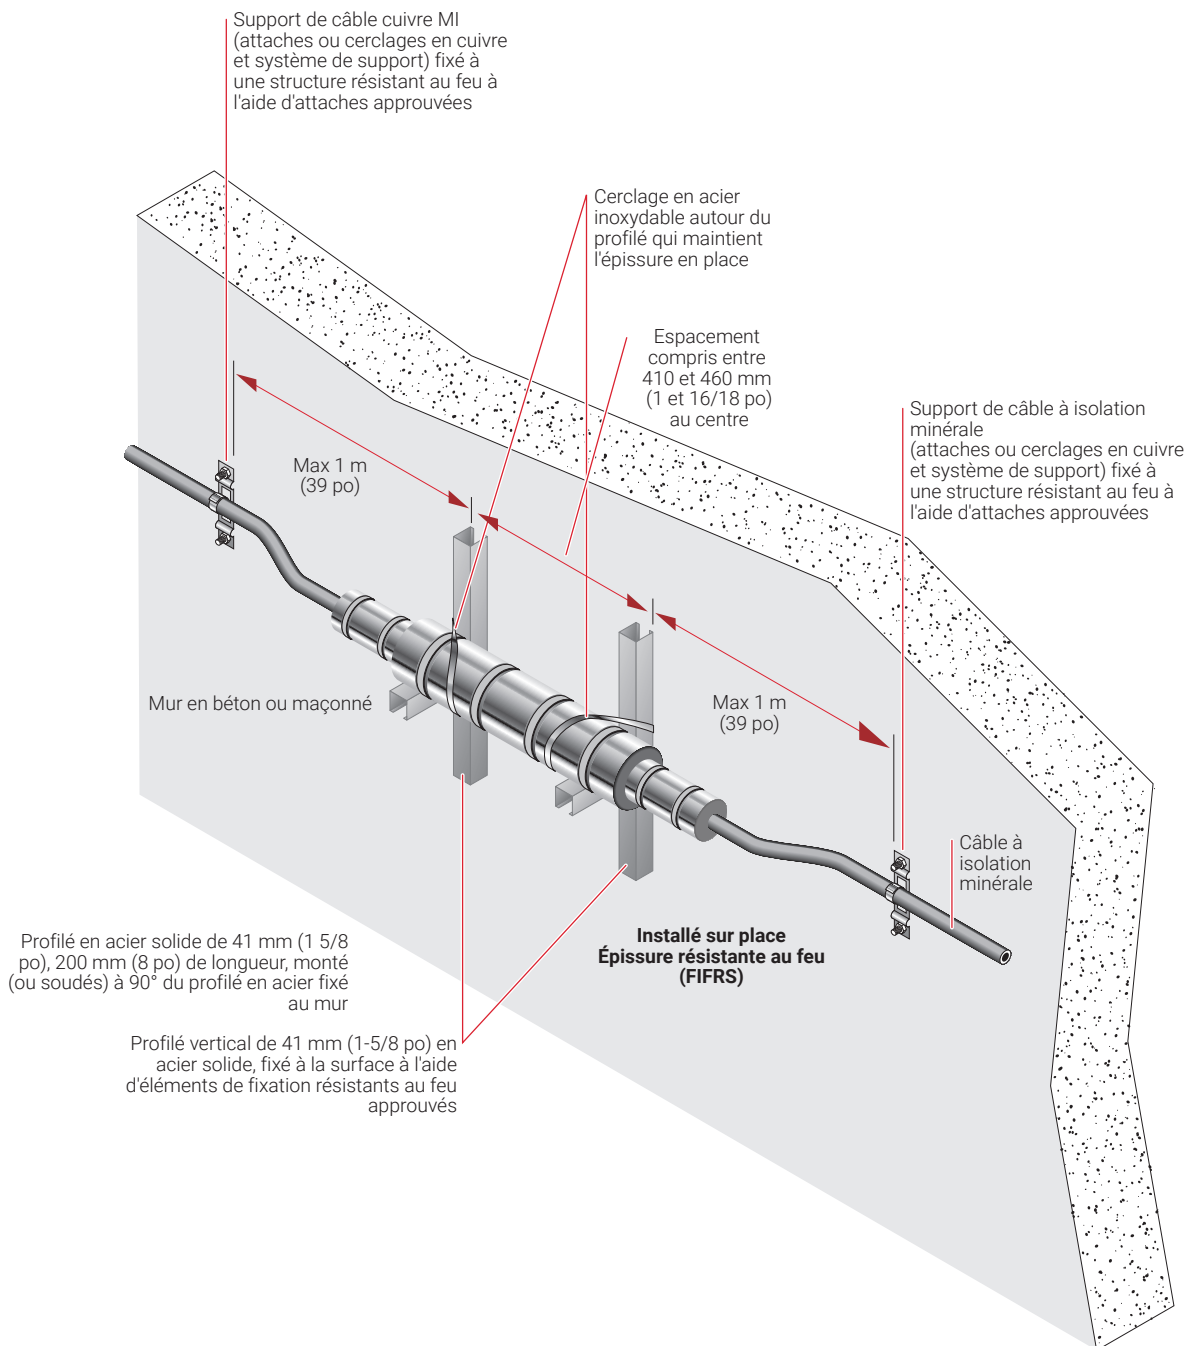 Support de câble cuivre MI
(attaches ou cerclages en cuivre
et système de support) fixé à
une structure résistant au feu à
l'aide d'attaches approuvées
Cerclage en acier
inoxydable autour du
profilé qui maintient
l'épissure en place
Espacement
compris entre
410 et 460 mm
(1 et 16/18 po)
au centre
Support de câble à isolation
minérale
(attaches ou cerclages en cuivre
et système de support) fixé à
une structure résistant au feu à
l'aide d'attaches approuvées
Max 1 m
(39 po)
Mur en béton ou maçonné
Max 1 m
(39 po)
Câble à
isolation
minérale
Installé sur place
Épissure résistante au feu
(FIFRS)
Profilé en acier solide de 41 mm (1 5/8
po), 200 mm (8 po) de longueur, monté
(ou soudés) à 90° du profilé en acier fixé
au mur
Profilé vertical de 41 mm (1-5/8 po) en
acier solide, fixé à la surface à l'aide
d'éléments de fixation résistants au feu
approuvés